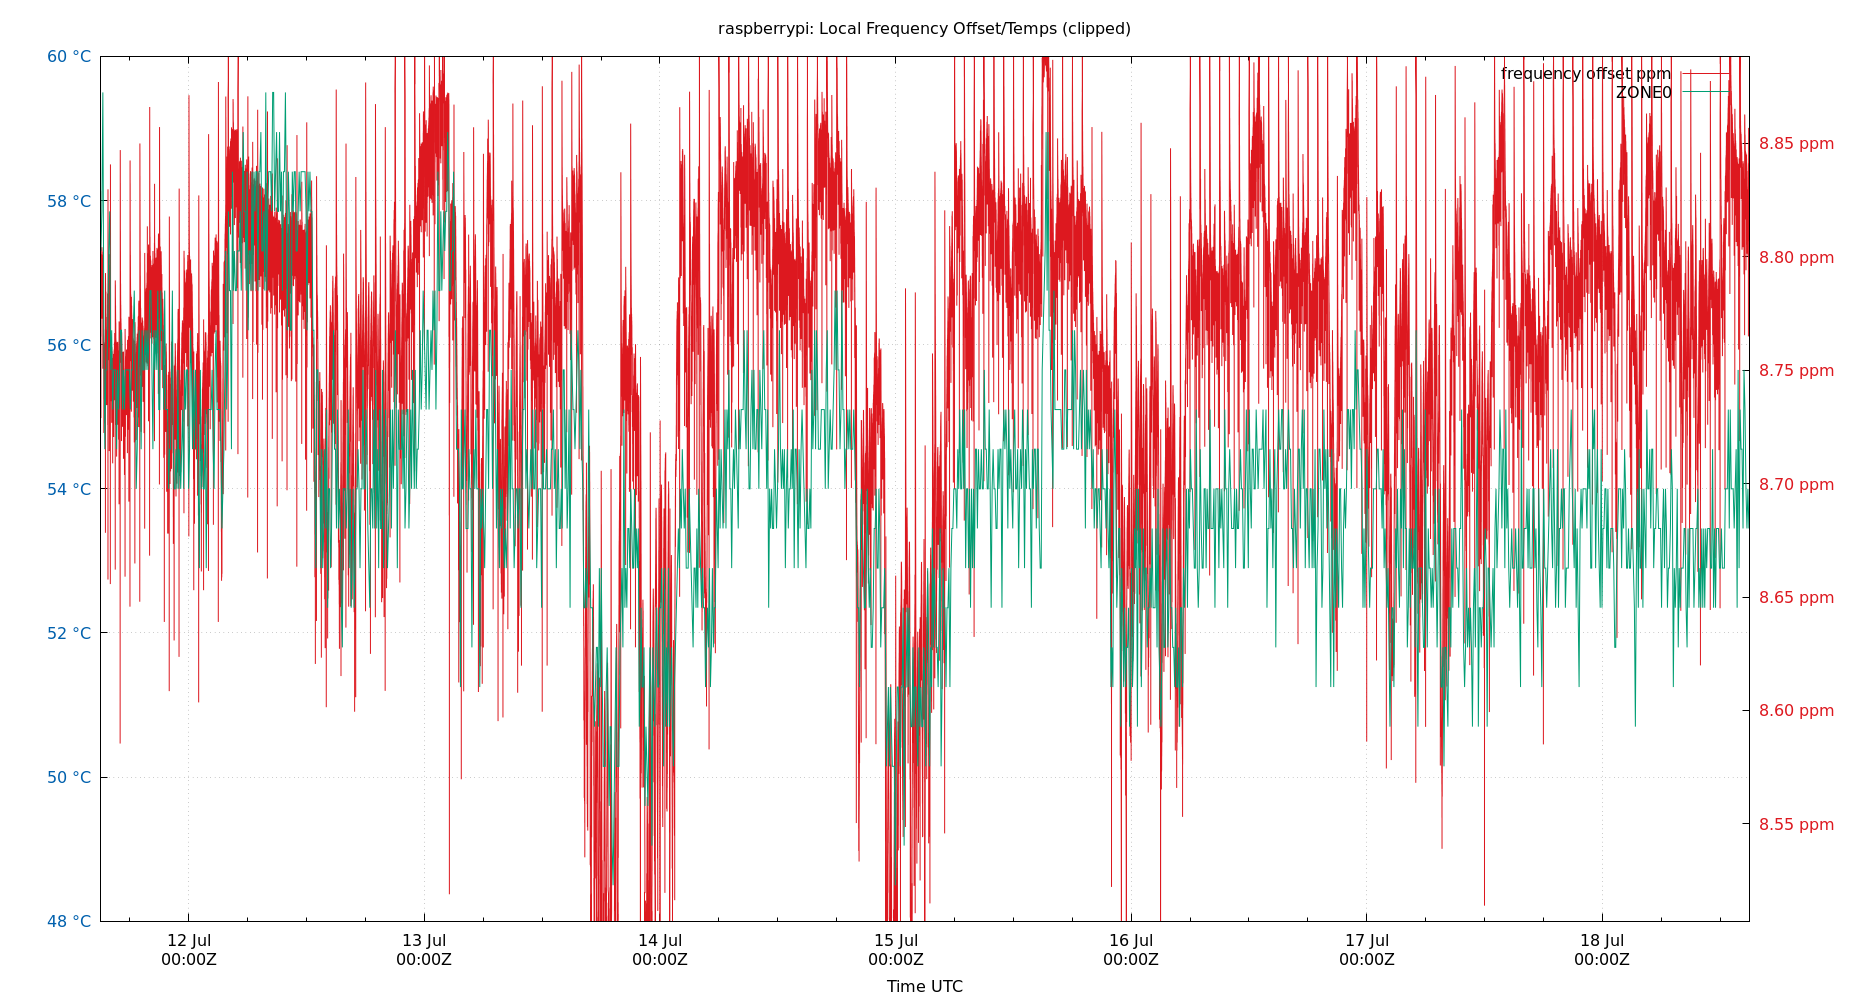 raspberrypi: Local Frequency Offset/Temps (clipped)
frequency offset ppm
ZONE0
60 °C
58 °C
56 °C
54 °C
52 °C
50 °C
48 °C
8.85 ppm
8.80 ppm
8.75 ppm
8.70 ppm
8.65 ppm
8.60 ppm
8.55 ppm
12 Jul 13 Jul 14 Jul 15 Jul 16 Jul 17 Jul 18 Jul
00:00Z 00:00Z 00:00Z 00:00Z 00:00Z 00:00Z 00:00Z
Time UTC